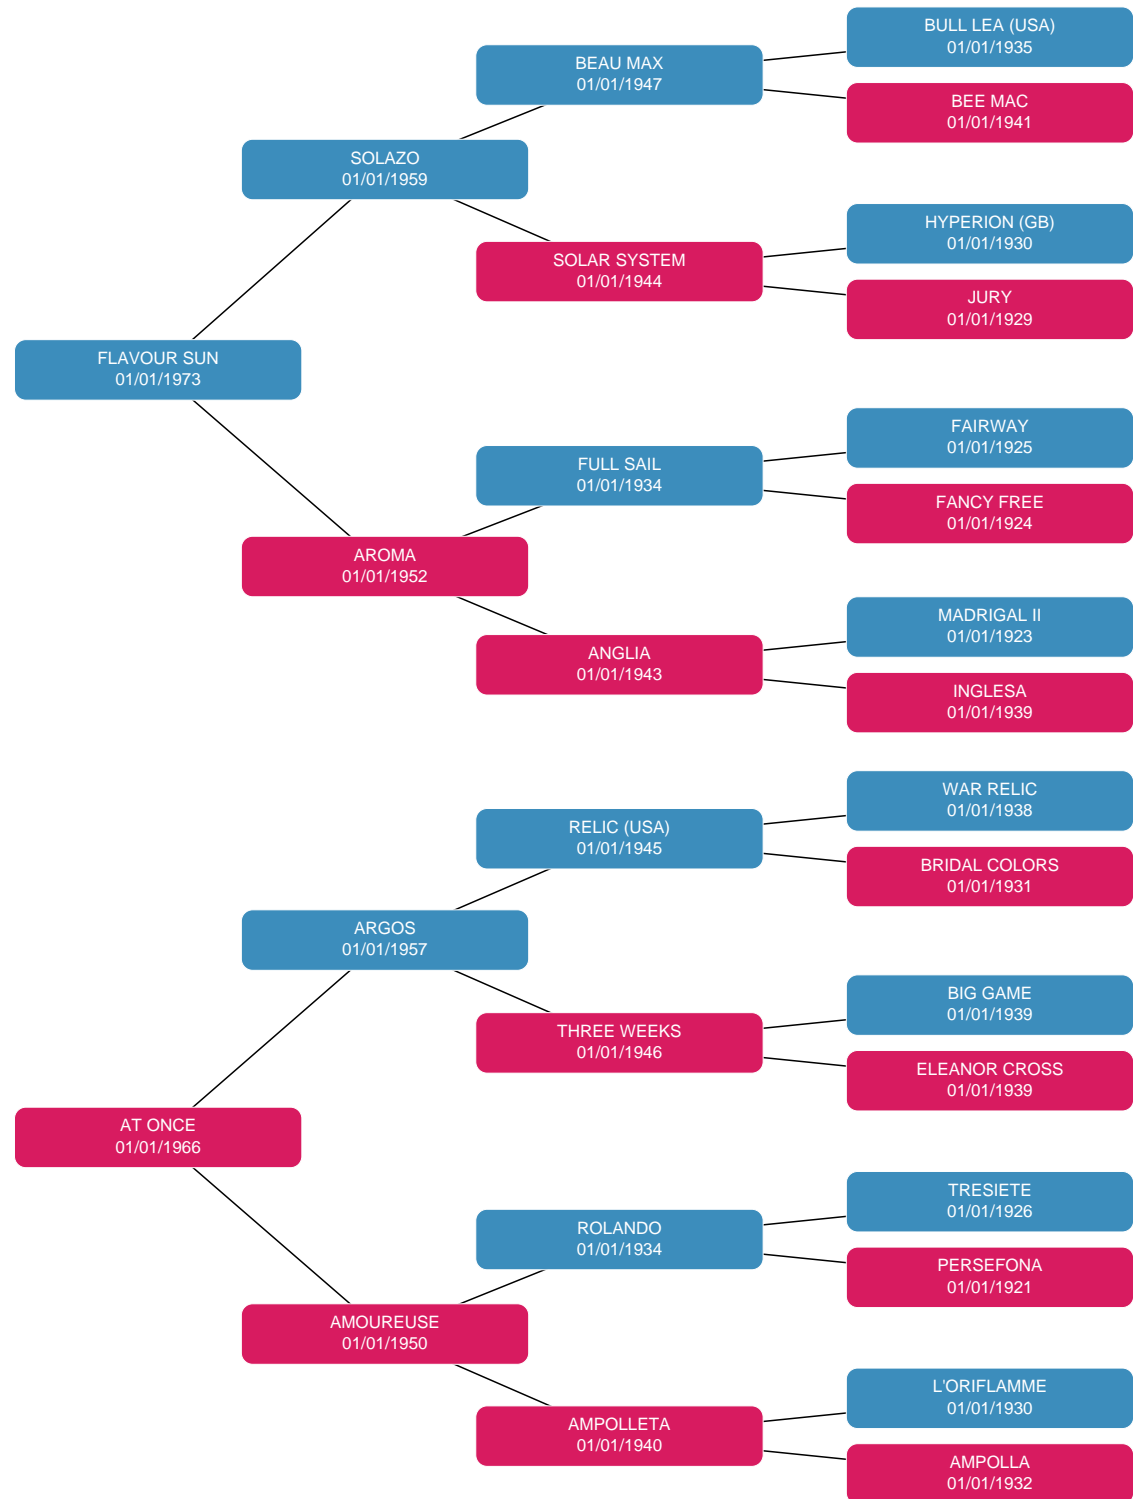 BULL LEA (USA)
01/01/1935
BEAU MAX
01/01/1947
BEE MAC
01/01/1941
SOLAZO
01/01/1959
HYPERION (GB)
01/01/1930
SOLAR SYSTEM
01/01/1944
JURY
01/01/1929
FLAVOUR SUN
01/01/1973
FAIRWAY
01/01/1925
FULL SAIL
01/01/1934
FANCY FREE
01/01/1924
AROMA
01/01/1952
MADRIGAL II
01/01/1923
ANGLIA
01/01/1943
INGLESA
01/01/1939
WAR RELIC
01/01/1938
RELIC (USA)
01/01/1945
BRIDAL COLORS
01/01/1931
ARGOS
01/01/1957
BIG GAME
01/01/1939
THREE WEEKS
01/01/1946
ELEANOR CROSS
01/01/1939
AT ONCE
01/01/1966
TRESIETE
01/01/1926
ROLANDO
01/01/1934
PERSEFONA
01/01/1921
AMOUREUSE
01/01/1950
L'ORIFLAMME
01/01/1930
AMPOLLETA
01/01/1940
AMPOLLA
01/01/1932